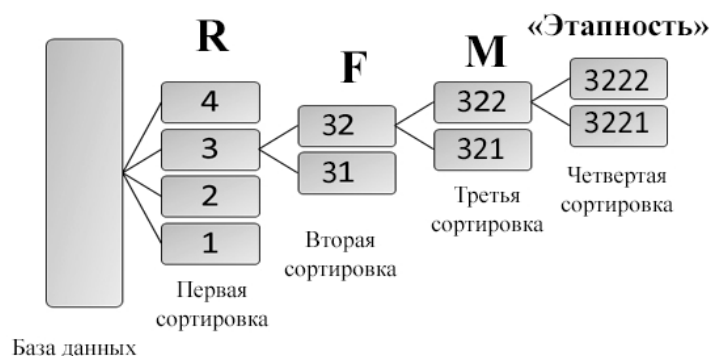 R
F
M
«Этапность»
4
3
2
1
32
31
322
321
3222
3221
Первая
сортировка
Вторая
сортировка
Третья
сортировка
Четвертая
сортировка
База данных